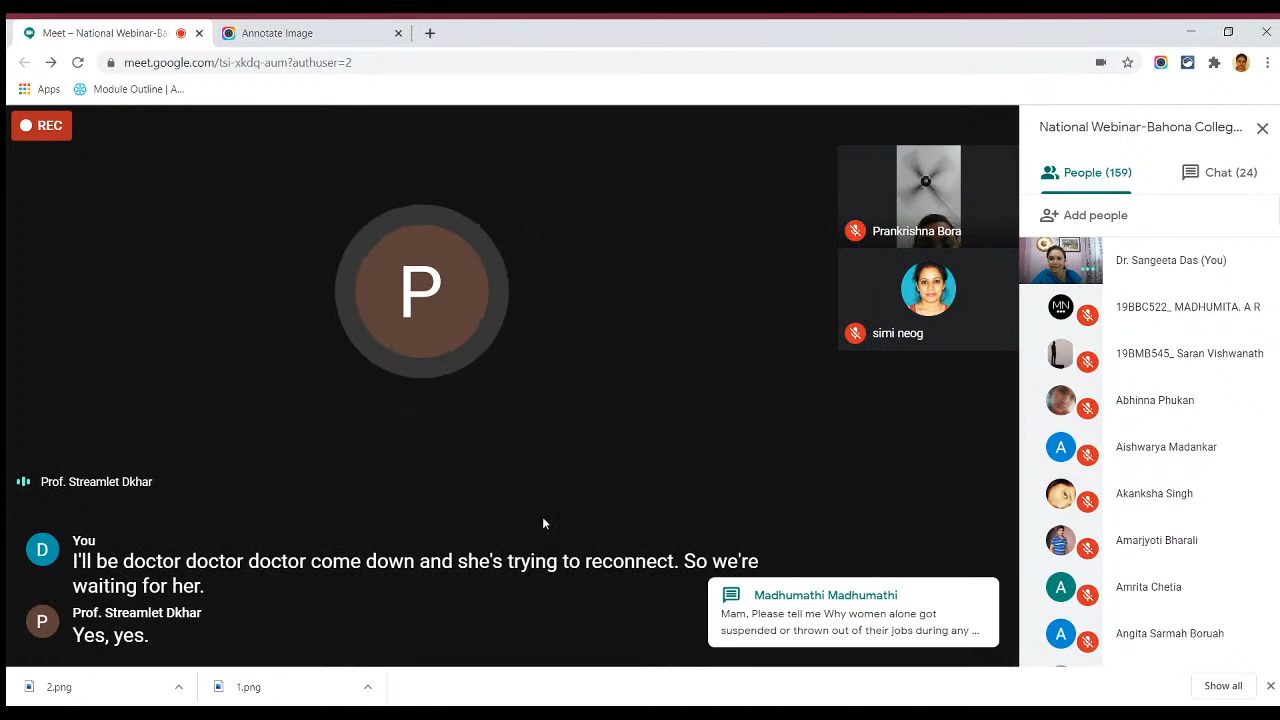 Meet – National Webinar-Ba
Annotate Image
meet.google.com/tsi-xkdq-aum?authuser=2
Apps
Module Outline | A...
REC
National Webinar-Bahona Colleg...
People (159)
Chat (24)
Add people
Prankrishna Bora
simi neog
P
Dr. Sangeeta Das (You)
MN
19BBC522_ MADHUMITA. A R
19BMB545_ Saran Vishwanath
Abhinna Phukan
A
Aishwarya Madankar
Akanksha Singh
Amarjyoti Bharali
A
Amrita Chetia
A
Angita Sarmah Boruah
Prof. Streamlet Dkhar
D
You
I'll be doctor doctor doctor come down and she's trying to reconnect. So we're
waiting for her.
P
Prof. Streamlet Dkhar
Yes, yes.
Madhumathi Madhumathi
Mam, Please tell me Why women alone got
suspended or thrown out of their jobs during any ...
2.png
1.png
Show all